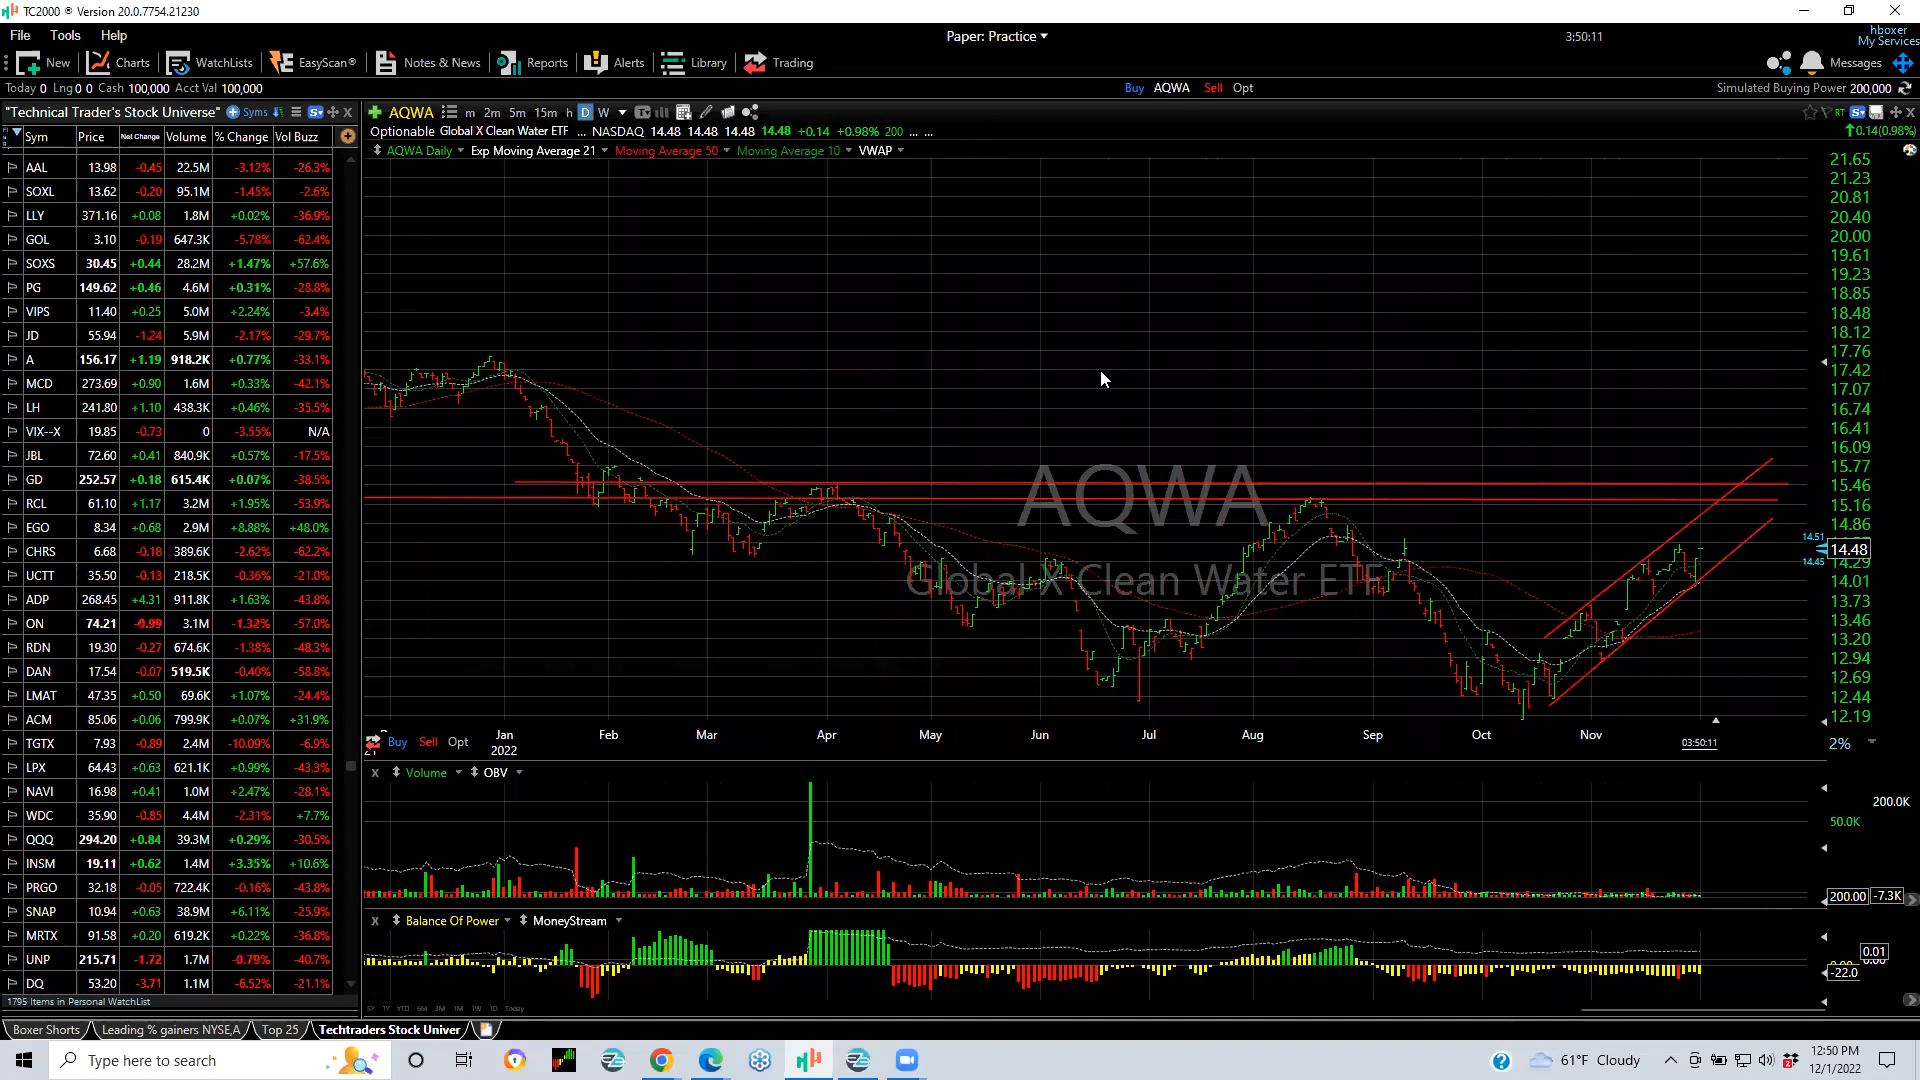 TC2000 ® Version 20.0.7754.21230
File Tools Help
Paper: Practice
3:50:11
hboxer
My Services
New Charts WatchLists EasyScan® Notes & News Reports Alerts Library Trading
Messages
Today 0 Lng 0 0 Cash 100,000 Acct Val 100,000
Buy AQWA Sell Opt
Simulated Buying Power 200,000
"Technical Trader's Stock Universe" Syms
AQWA m 2m 5m 15m h D W
RT
Optionable Global X Clean Water ETF ... NASDAQ 14.48 14.48 14.48 14.48 +0.14 +0.98% 200 ... ...
0.14(0.98%)
AQWA Daily Exp Moving Average 21 Moving Average 50 Moving Average 10 VWAP
Sym Price Net Change Volume % Change Vol Buzz
AAL 13.98 -0.45 22.5M -3.12% -26.3%
SOXL 13.62 -0.20 95.1M -1.45% -2.6%
LLY 371.16 +0.08 1.8M +0.02% -36.9%
GOL 3.10 -0.19 647.3K -5.78% -62.4%
SOXS 30.45 +0.44 28.2M +1.47% +57.6%
PG 149.62 +0.46 4.6M +0.31% -28.8%
VIPS 11.40 +0.25 5.0M +2.24% -3.4%
JD 55.94 -1.24 5.9M -2.17% -29.7%
A 156.17 +1.19 918.2K +0.77% -33.1%
MCD 273.69 +0.90 1.6M +0.33% -42.1%
LH 241.80 +1.10 438.3K +0.46% -35.5%
VIX--X 19.85 -0.73 0 -3.55% N/A
JBL 72.60 +0.41 840.9K +0.57% -17.5%
GD 252.57 +0.18 615.4K +0.07% -38.5%
RCL 61.10 +1.17 3.2M +1.95% -53.9%
EGO 8.34 +0.68 2.9M +8.88% +48.0%
CHRS 6.68 -0.18 389.6K -2.62% -62.2%
UCTT 35.50 -0.13 218.5K -0.36% -21.0%
ADP 268.45 +4.31 911.8K +1.63% -43.8%
ON 74.21 -0.99 3.1M -1.32% -57.0%
RDN 19.30 -0.27 674.6K -1.38% -48.3%
DAN 17.54 -0.07 519.5K -0.40% -58.8%
LMAT 47.35 +0.50 69.6K +1.07% -24.4%
ACM 85.06 +0.06 799.9K +0.07% +31.9%
TGTX 7.93 -0.89 2.4M -10.09% -6.9%
LPX 64.43 +0.63 621.1K +0.99% -43.3%
NAVI 16.98 +0.41 1.0M +2.47% -28.1%
WDC 35.90 -0.85 4.4M -2.31% +7.7%
QQQ 294.20 +0.84 39.3M +0.29% -30.5%
INSM 19.11 +0.62 1.4M +3.35% +10.6%
PRGO 32.18 -0.05 722.4K -0.16% -43.8%
SNAP 10.94 +0.63 38.9M +6.11% -25.9%
MRTX 91.58 +0.20 619.2K +0.22% -36.8%
UNP 215.71 -1.72 1.7M -0.79% -40.7%
DQ 53.20 -3.71 1.1M -6.52% -21.1%
1795 Items in Personal WatchList
AQWA
Global X Clean Water ETF
21.65
21.23
20.81
20.40
20.00
19.61
19.23
18.85
18.48
18.12
17.76
17.42
17.07
16.74
16.41
16.09
15.77
15.46
15.16
14.86
14.51
14.48
14.45
14.29
14.01
13.73
13.46
13.20
12.94
12.69
12.44
12.19
2%
Jan Feb Mar Apr May Jun Jul Aug Sep Oct Nov
2022
03:50:11
Buy Sell Opt
Volume OBV
200.0K
50.0K
200.00 -7.3K
Balance Of Power MoneyStream
0.01
-22.0
5Y 1Y YTD 6M 3M 1M 1W 1D Today
Boxer Shorts Leading % gainers NYSE,A Top 25 Techtraders Stock Univer
Type here to search
61°F Cloudy
12:50 PM
12/1/2022